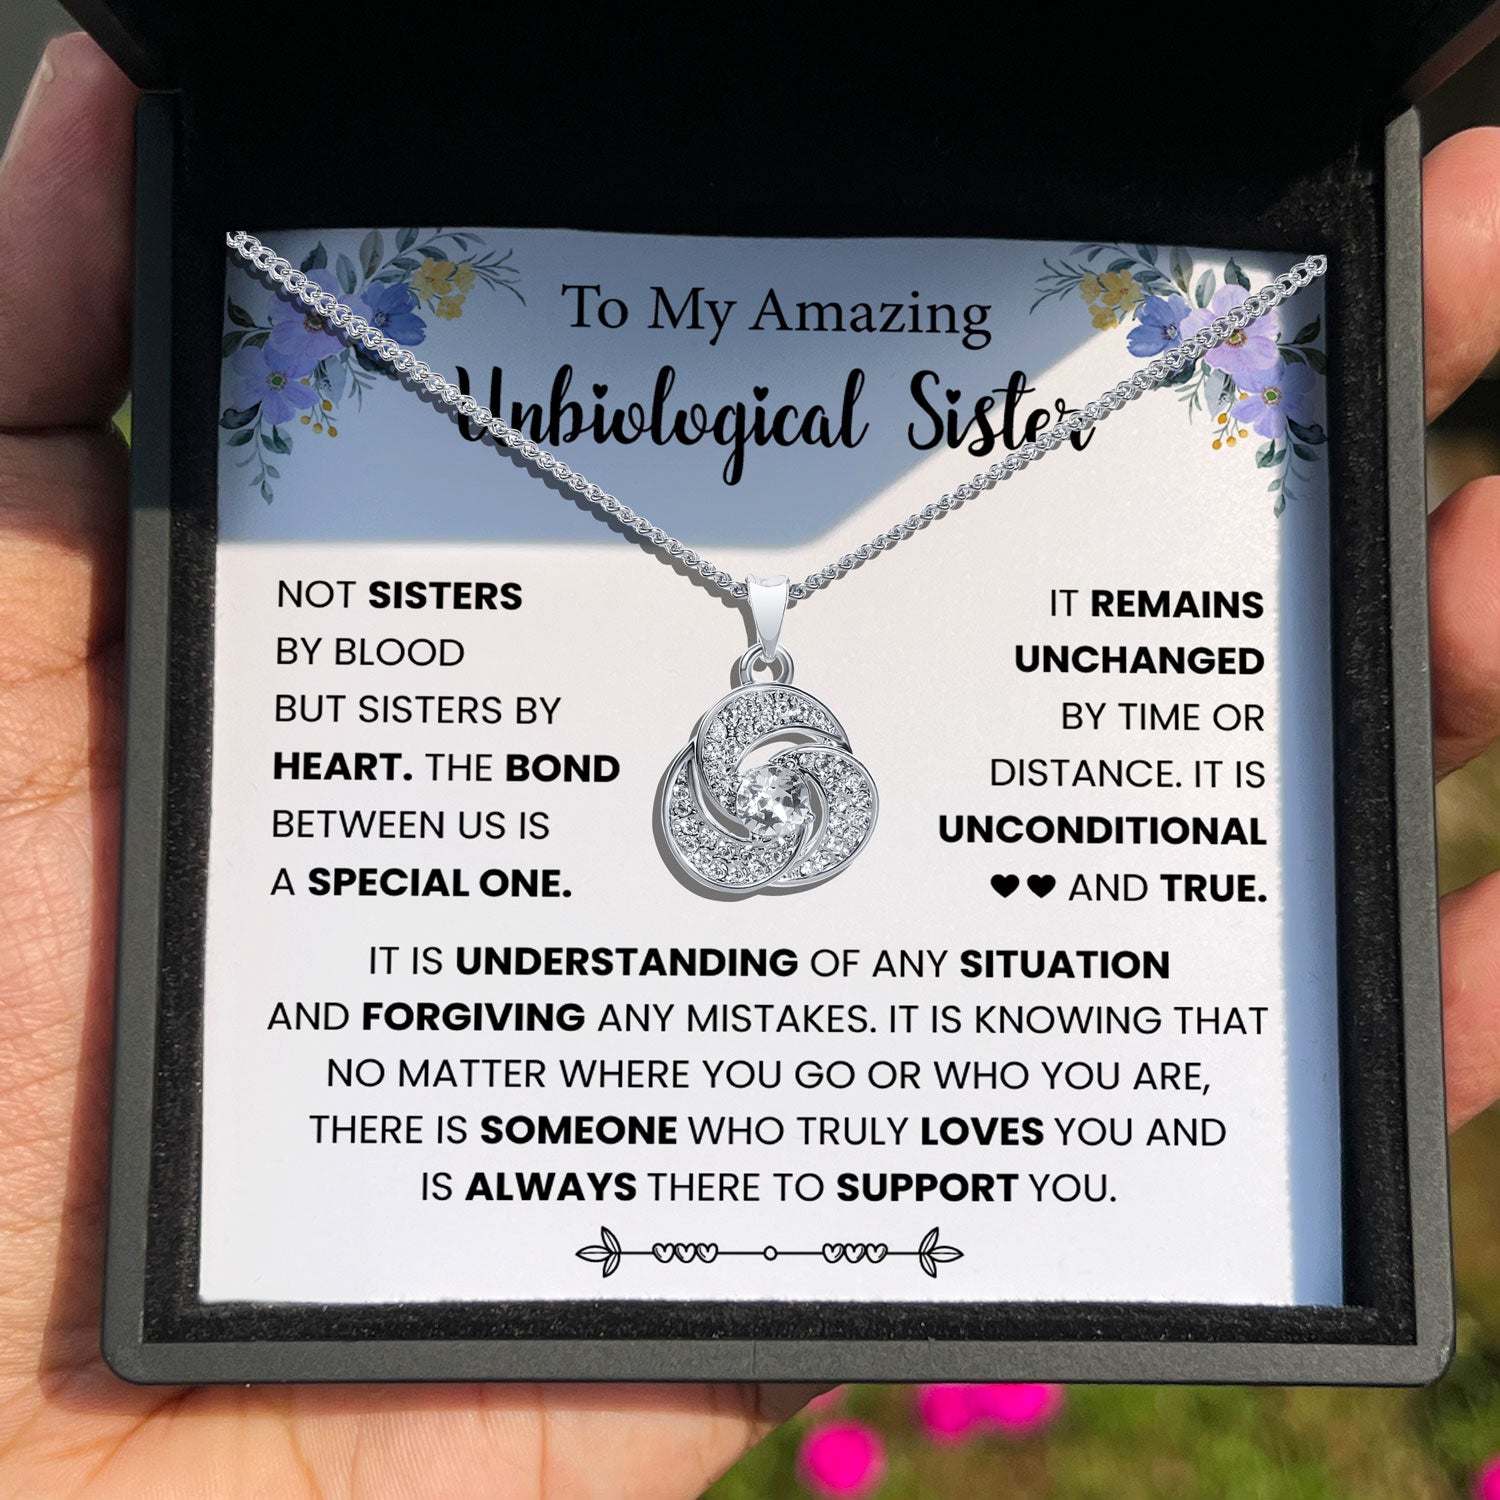 To My Amazing
Unbiological Sister
NOT SISTERS
BY BLOOD
BUT SISTERS BY
HEART. THE BOND
BETWEEN US IS
A SPECIAL ONE.
IT REMAINS
UNCHANGED
BY TIME OR
DISTANCE. IT IS
UNCONDITIONAL
♥♥ AND TRUE.
IT IS UNDERSTANDING OF ANY SITUATION
AND FORGIVING ANY MISTAKES. IT IS KNOWING THAT
NO MATTER WHERE YOU GO OR WHO YOU ARE,
THERE IS SOMEONE WHO TRULY LOVES YOU AND
IS ALWAYS THERE TO SUPPORT YOU.